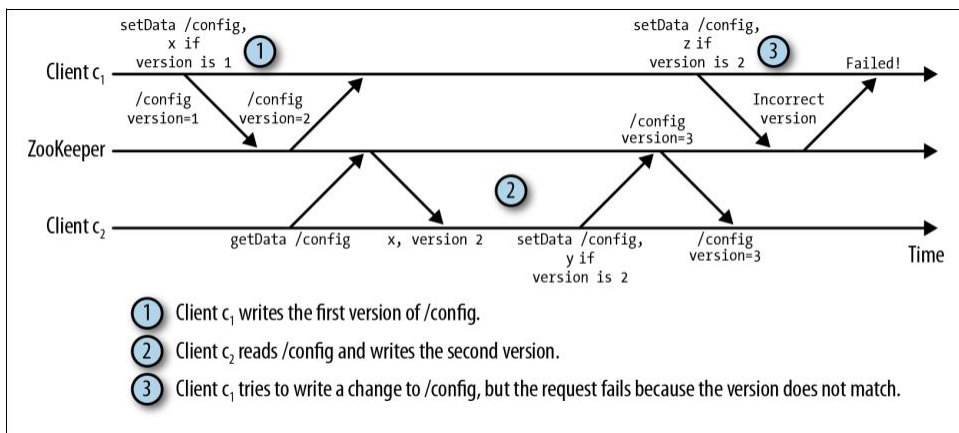 setData /config,
x if
version is 1
1
setData /config,
z if
version is 2
3
Failed!
Client c₁
/config
version=1
/config
version=2
Incorrect
version
/config
version=3
ZooKeeper
2
Client c₂
getData /config
x, version 2
setData /config,
y if
version is 2
/config
version=3
Time
1 Client c₁ writes the first version of /config.
2 Client c₂ reads /config and writes the second version.
3 Client c₁ tries to write a change to /config, but the request fails because the version does not match.